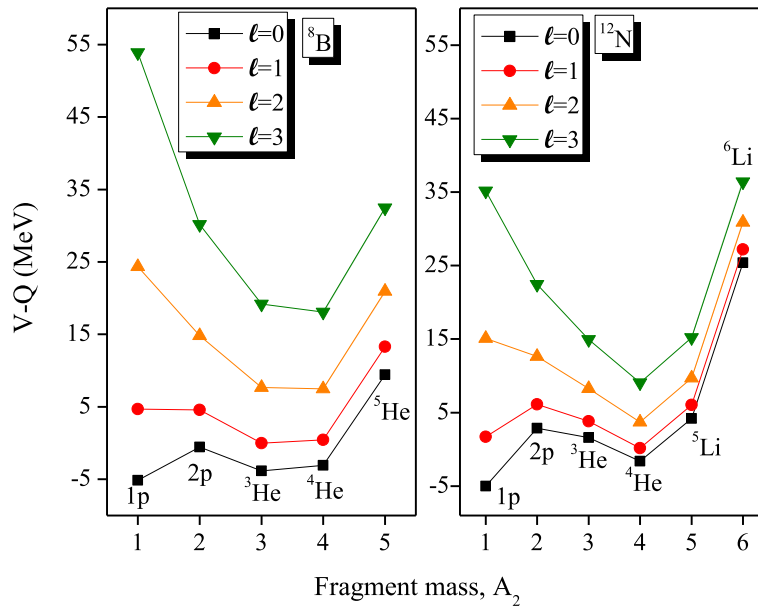 V-Q (MeV)
55
45
35
25
15
5
-5
ℓ=0
ℓ=1
ℓ=2
ℓ=3
⁸B
1p
2p
³He
⁴He
⁵He
1 2 3 4 5
55
45
35
25
15
5
-5
ℓ=0
ℓ=1
ℓ=2
ℓ=3
¹²N
1p
2p
³He
⁴He
⁵Li
⁶Li
1 2 3 4 5 6
Fragment mass, A₂